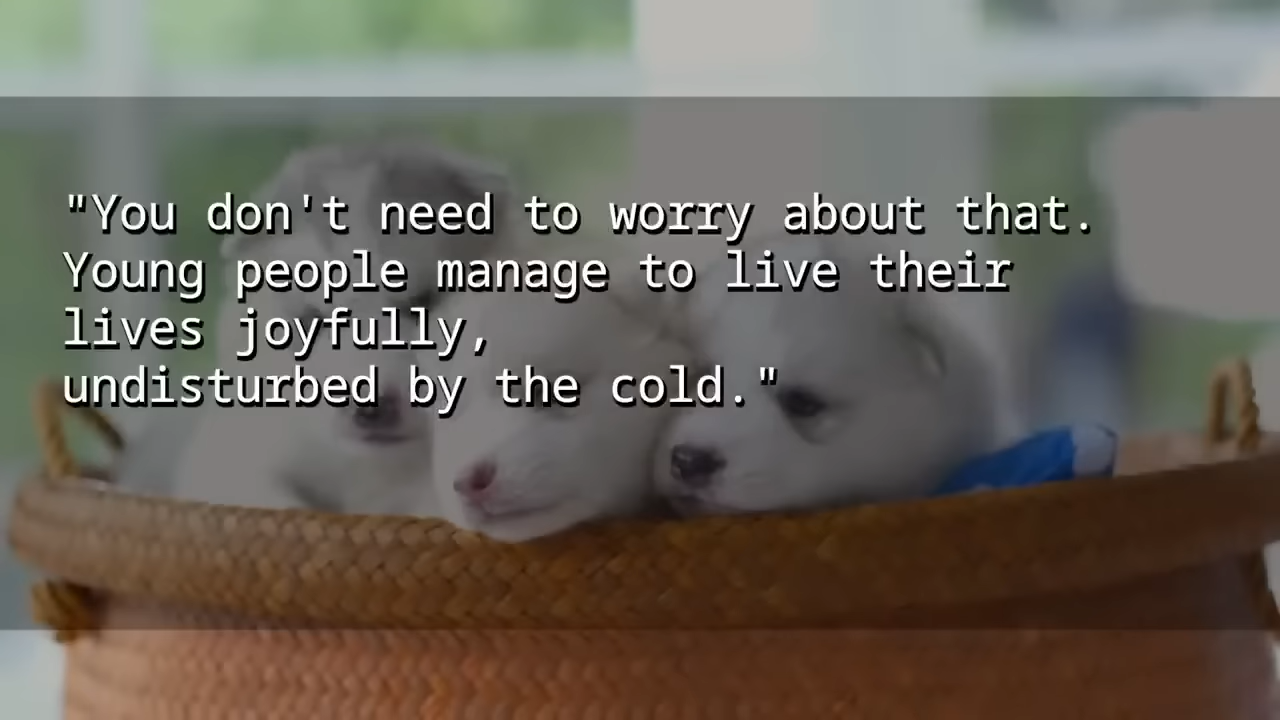 "You don't need to worry about that.
Young people manage to live their
lives joyfully,
undisturbed by the cold."